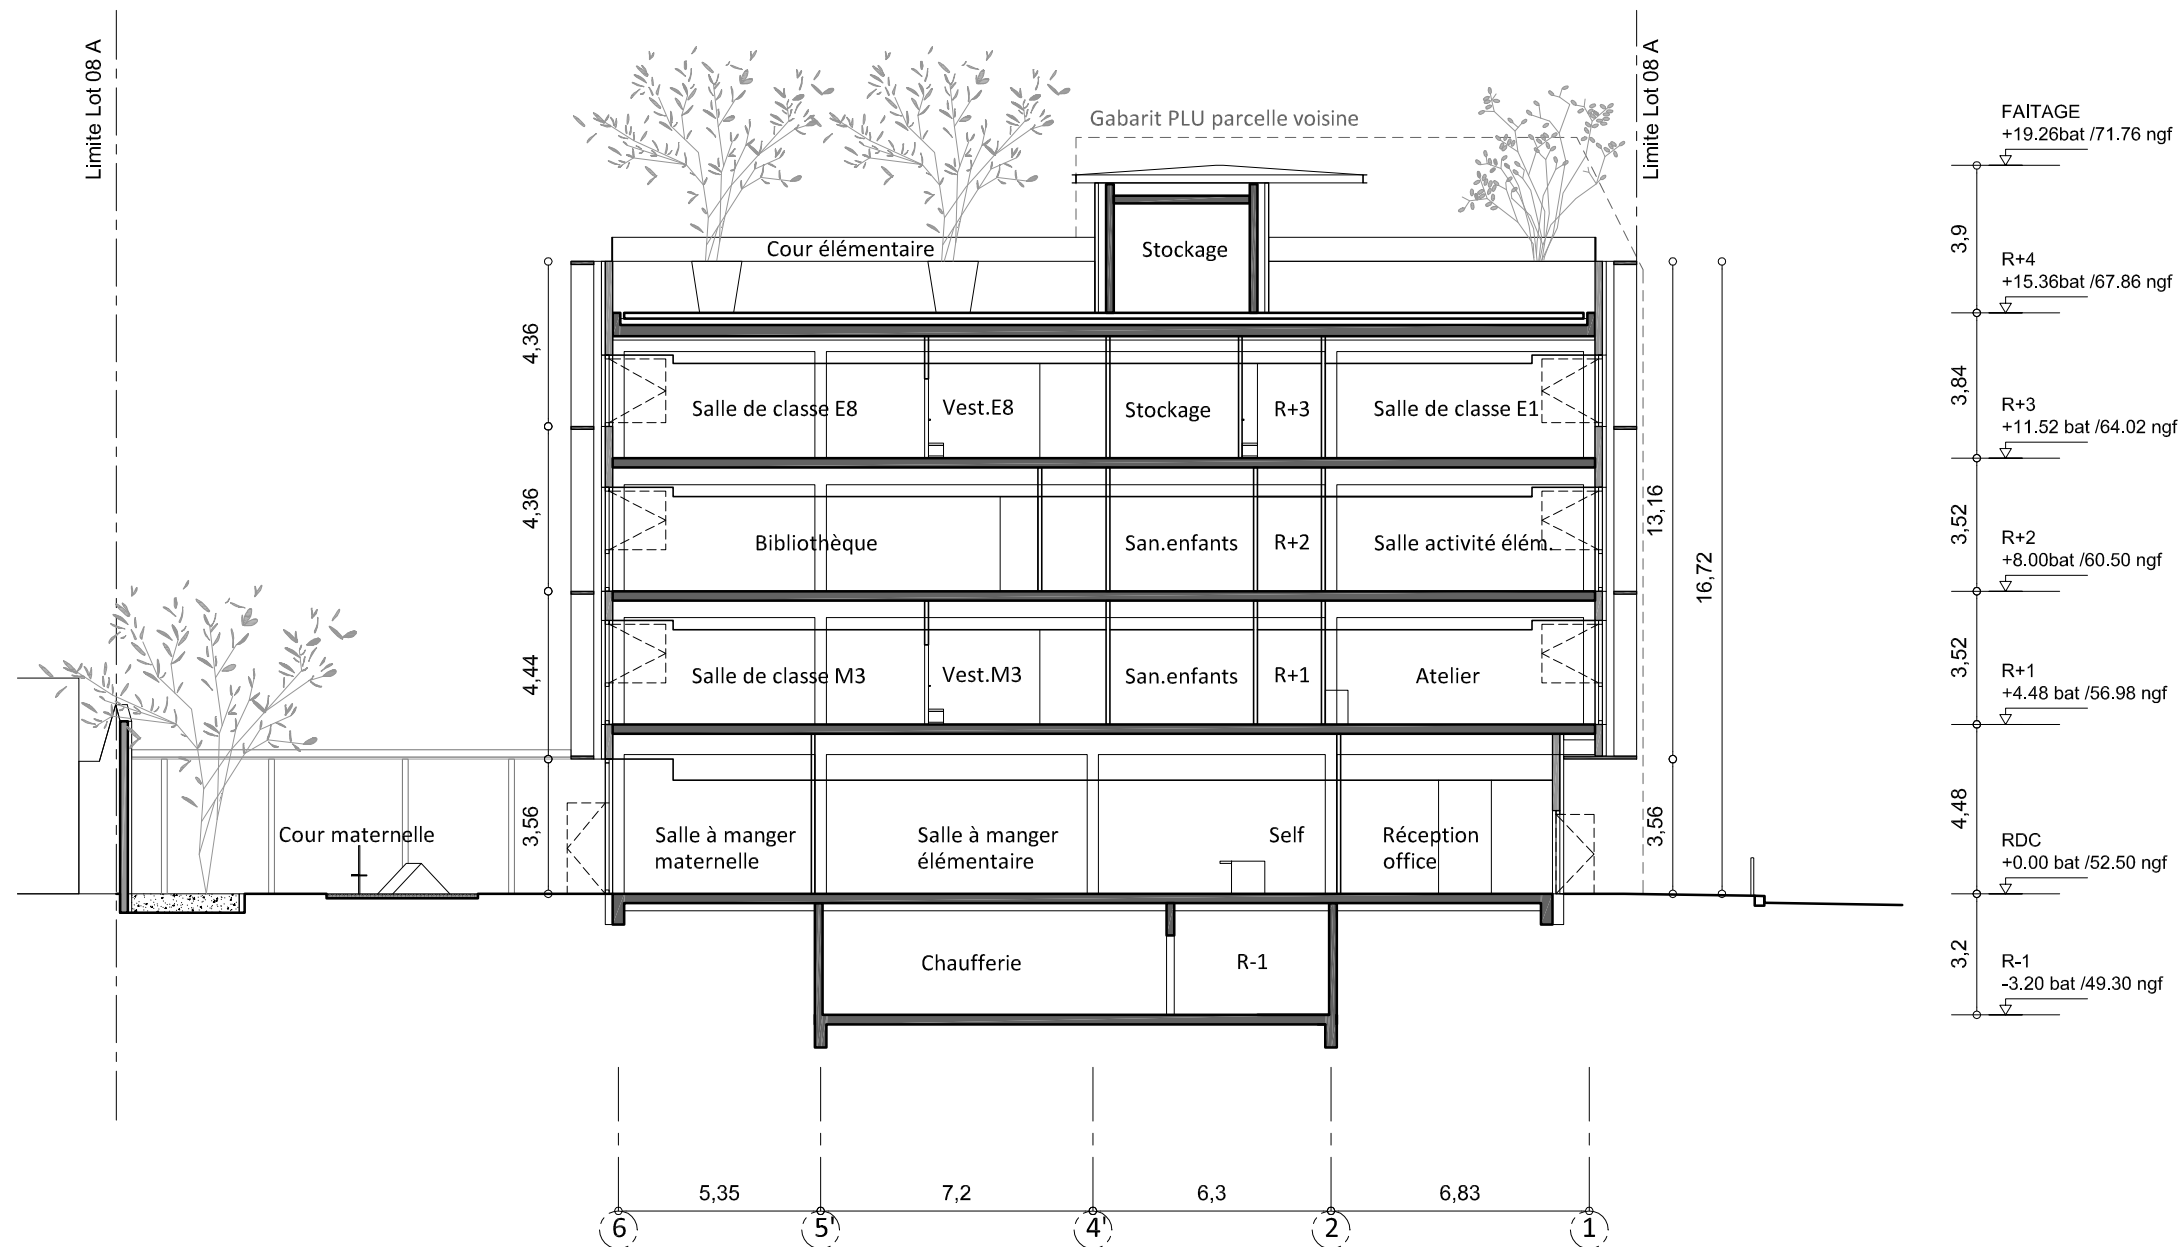 Limite Lot 08 A
Limite Lot 08 A
Gabarit PLU parcelle voisine
FAÎTAGE
+19.26bat /71.76 ngf
3,9
Cour élémentaire
Stockage
R+4
+15.36bat /67.86 ngf
4,36
3,84
Salle de classe E8
Vest.E8
Stockage
R+3
Salle de classe E1
R+3
+11.52 bat /64.02 ngf
4,36
13,16
16,72
3,52
Bibliothèque
San.enfants
R+2
Salle activité élém.
R+2
+8.00bat /60.50 ngf
4,44
3,52
Salle de classe M3
Vest.M3
San.enfants
R+1
Atelier
R+1
+4.48 bat /56.98 ngf
3,56
3,56
4,48
Cour maternelle
Salle à manger
maternelle
Salle à manger
élémentaire
Self
Réception
office
RDC
+0.00 bat /52.50 ngf
3,2
Chaufferie
R-1
R-1
-3.20 bat /49.30 ngf
5,35
7,2
6,3
6,83
6
5'
4'
2
1